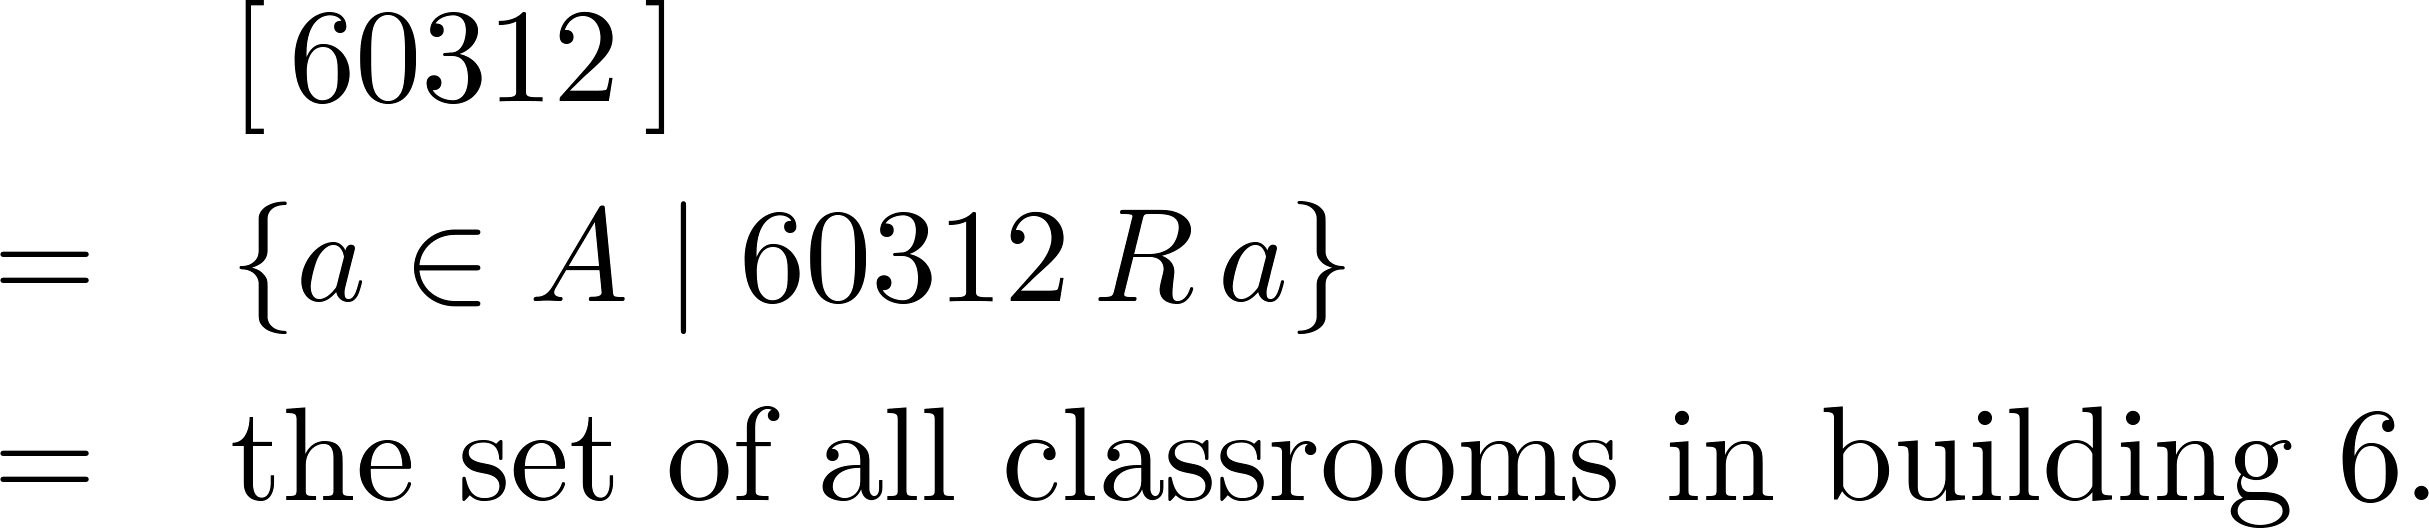 [ 60312 ]
= {a ∈ A | 60312 R a}
= the set of all classrooms in building 6.